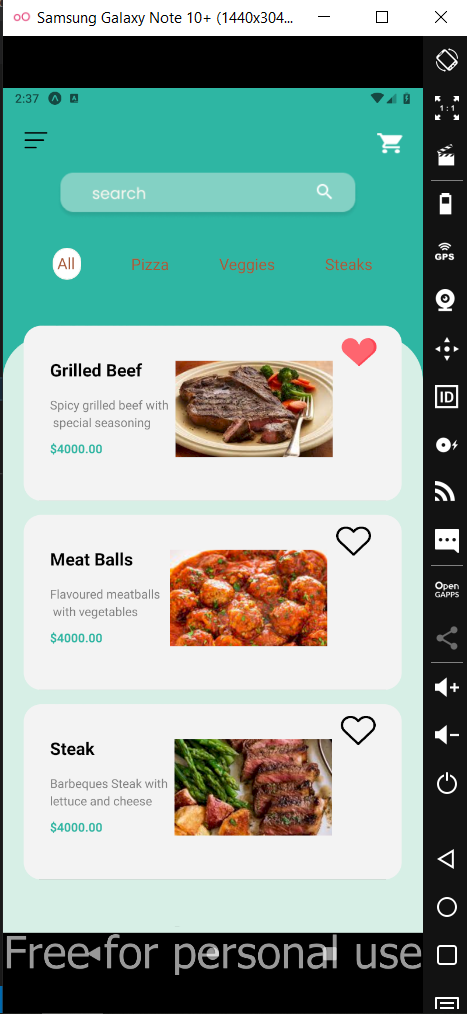 Samsung Galaxy Note 10+ (1440x304...
2:37
search
All Pizza Veggies Steaks
Grilled Beef
Spicy grilled beef with
special seasoning
$4000.00
Meat Balls
Flavoured meatballs
with vegetables
$4000.00
Steak
Barbeques Steak with
lettuce and cheese
$4000.00
Free for personal use
1:1
GPS
ID
Open
GAPPS